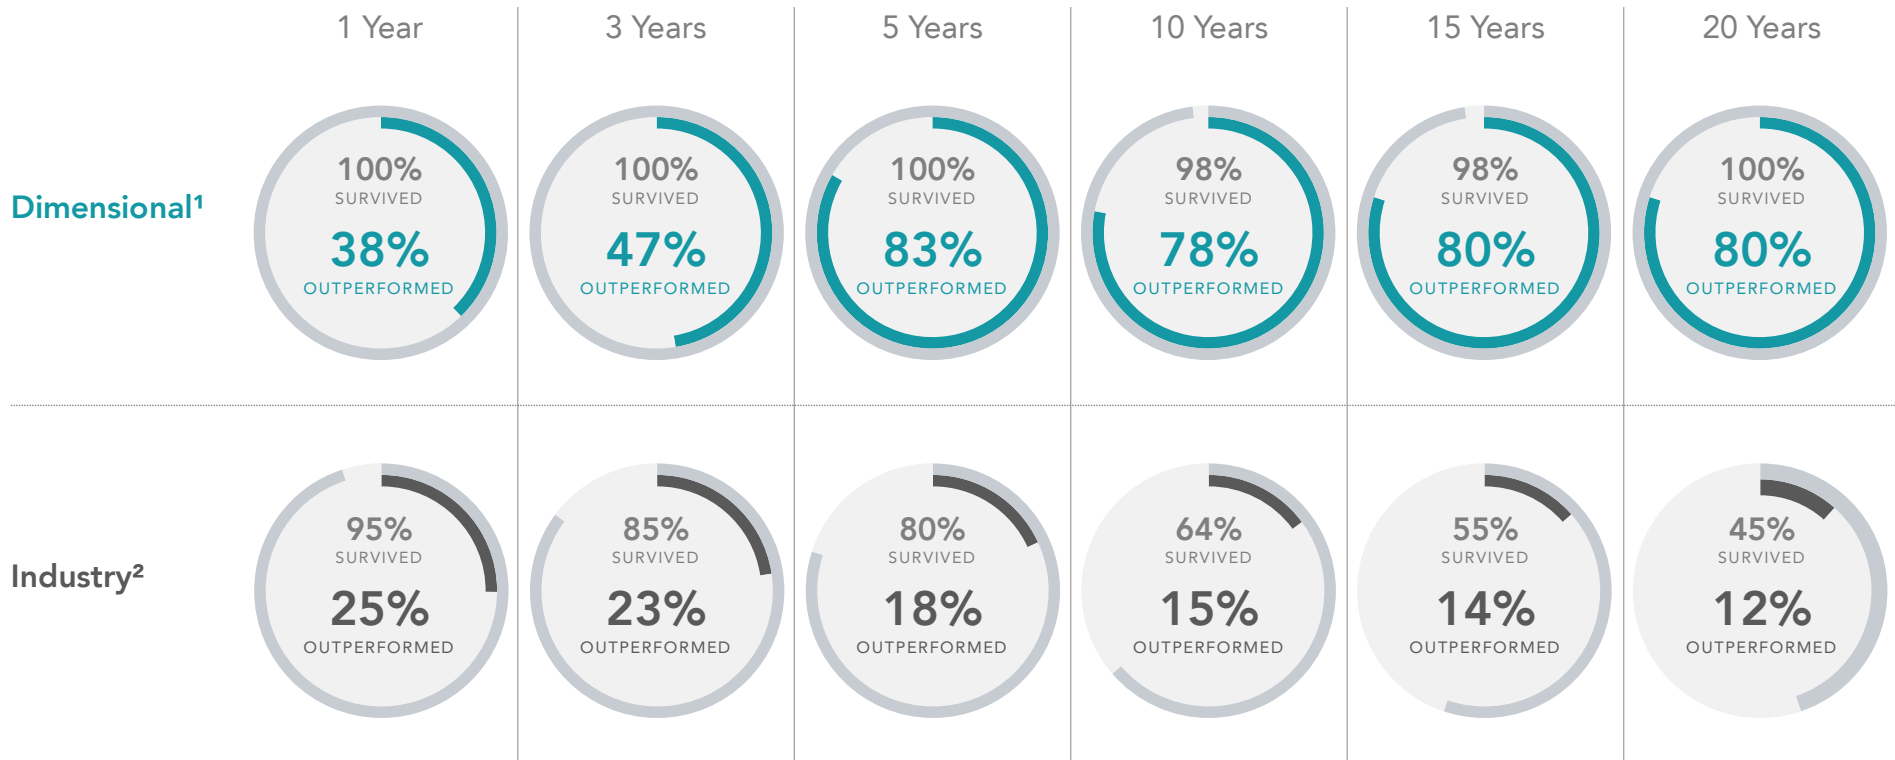 1 Year
3 Years
5 Years
10 Years
15 Years
20 Years
Dimensional¹
100%
SURVIVED
38%
OUTPERFORMED
100%
SURVIVED
47%
OUTPERFORMED
100%
SURVIVED
83%
OUTPERFORMED
98%
SURVIVED
78%
OUTPERFORMED
98%
SURVIVED
80%
OUTPERFORMED
100%
SURVIVED
80%
OUTPERFORMED
Industry²
95%
SURVIVED
25%
OUTPERFORMED
85%
SURVIVED
23%
OUTPERFORMED
80%
SURVIVED
18%
OUTPERFORMED
64%
SURVIVED
15%
OUTPERFORMED
55%
SURVIVED
14%
OUTPERFORMED
45%
SURVIVED
12%
OUTPERFORMED